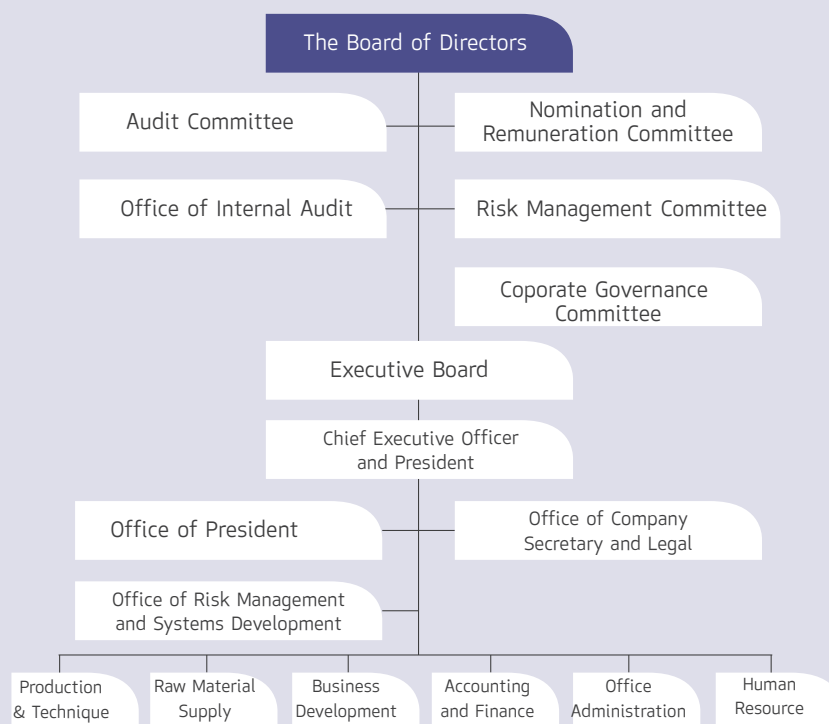 The Board of Directors
Audit Committee
Nomination and
Remuneration Committee
Office of Internal Audit
Risk Management Committee
Coporate Governance
Committee
Executive Board
Chief Executive Officer
and President
Office of President
Office of Company
Secretary and Legal
Office of Risk Management
and Systems Development
Production
& Technique
Raw Material
Supply
Business
Development
Accounting
and Finance
Office
Administration
Human
Resource